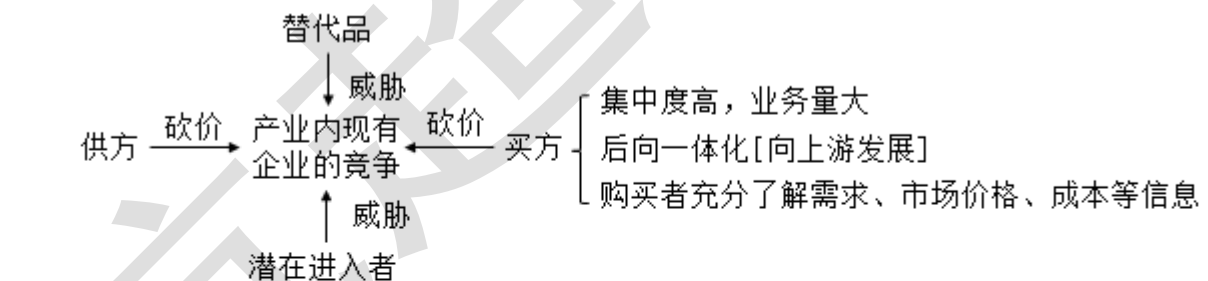 替代品
威胁
供方
砍价
产业内现有
企业的竞争
砍价
买方
集中度高，业务量大
后向一体化[向上游发展]
购买者充分了解需求、市场价格、成本等信息
威胁
潜在进入者